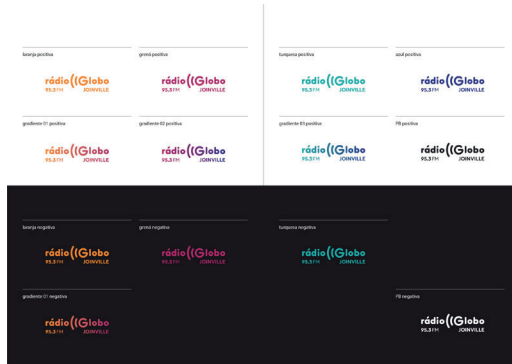 laranja positiva
grená positiva
turquesa positiva
azul positiva
rádio Globo
95.3 FM JOINVILLE
rádio Globo
95.3 FM JOINVILLE
rádio Globo
95.3 FM JOINVILLE
rádio Globo
95.3 FM JOINVILLE
gradiente 01 positiva
gradiente 02 positiva
gradiente 03 positiva
PB positiva
rádio Globo
95.3 FM JOINVILLE
rádio Globo
95.3 FM JOINVILLE
rádio Globo
95.3 FM JOINVILLE
rádio Globo
95.3 FM JOINVILLE
laranja negativa
grená negativa
turquesa negativa
rádio Globo
95.3 FM JOINVILLE
rádio Globo
95.3 FM JOINVILLE
rádio Globo
95.3 FM JOINVILLE
gradiente 01 negativa
PB negativa
rádio Globo
95.3 FM JOINVILLE
rádio Globo
95.3 FM JOINVILLE